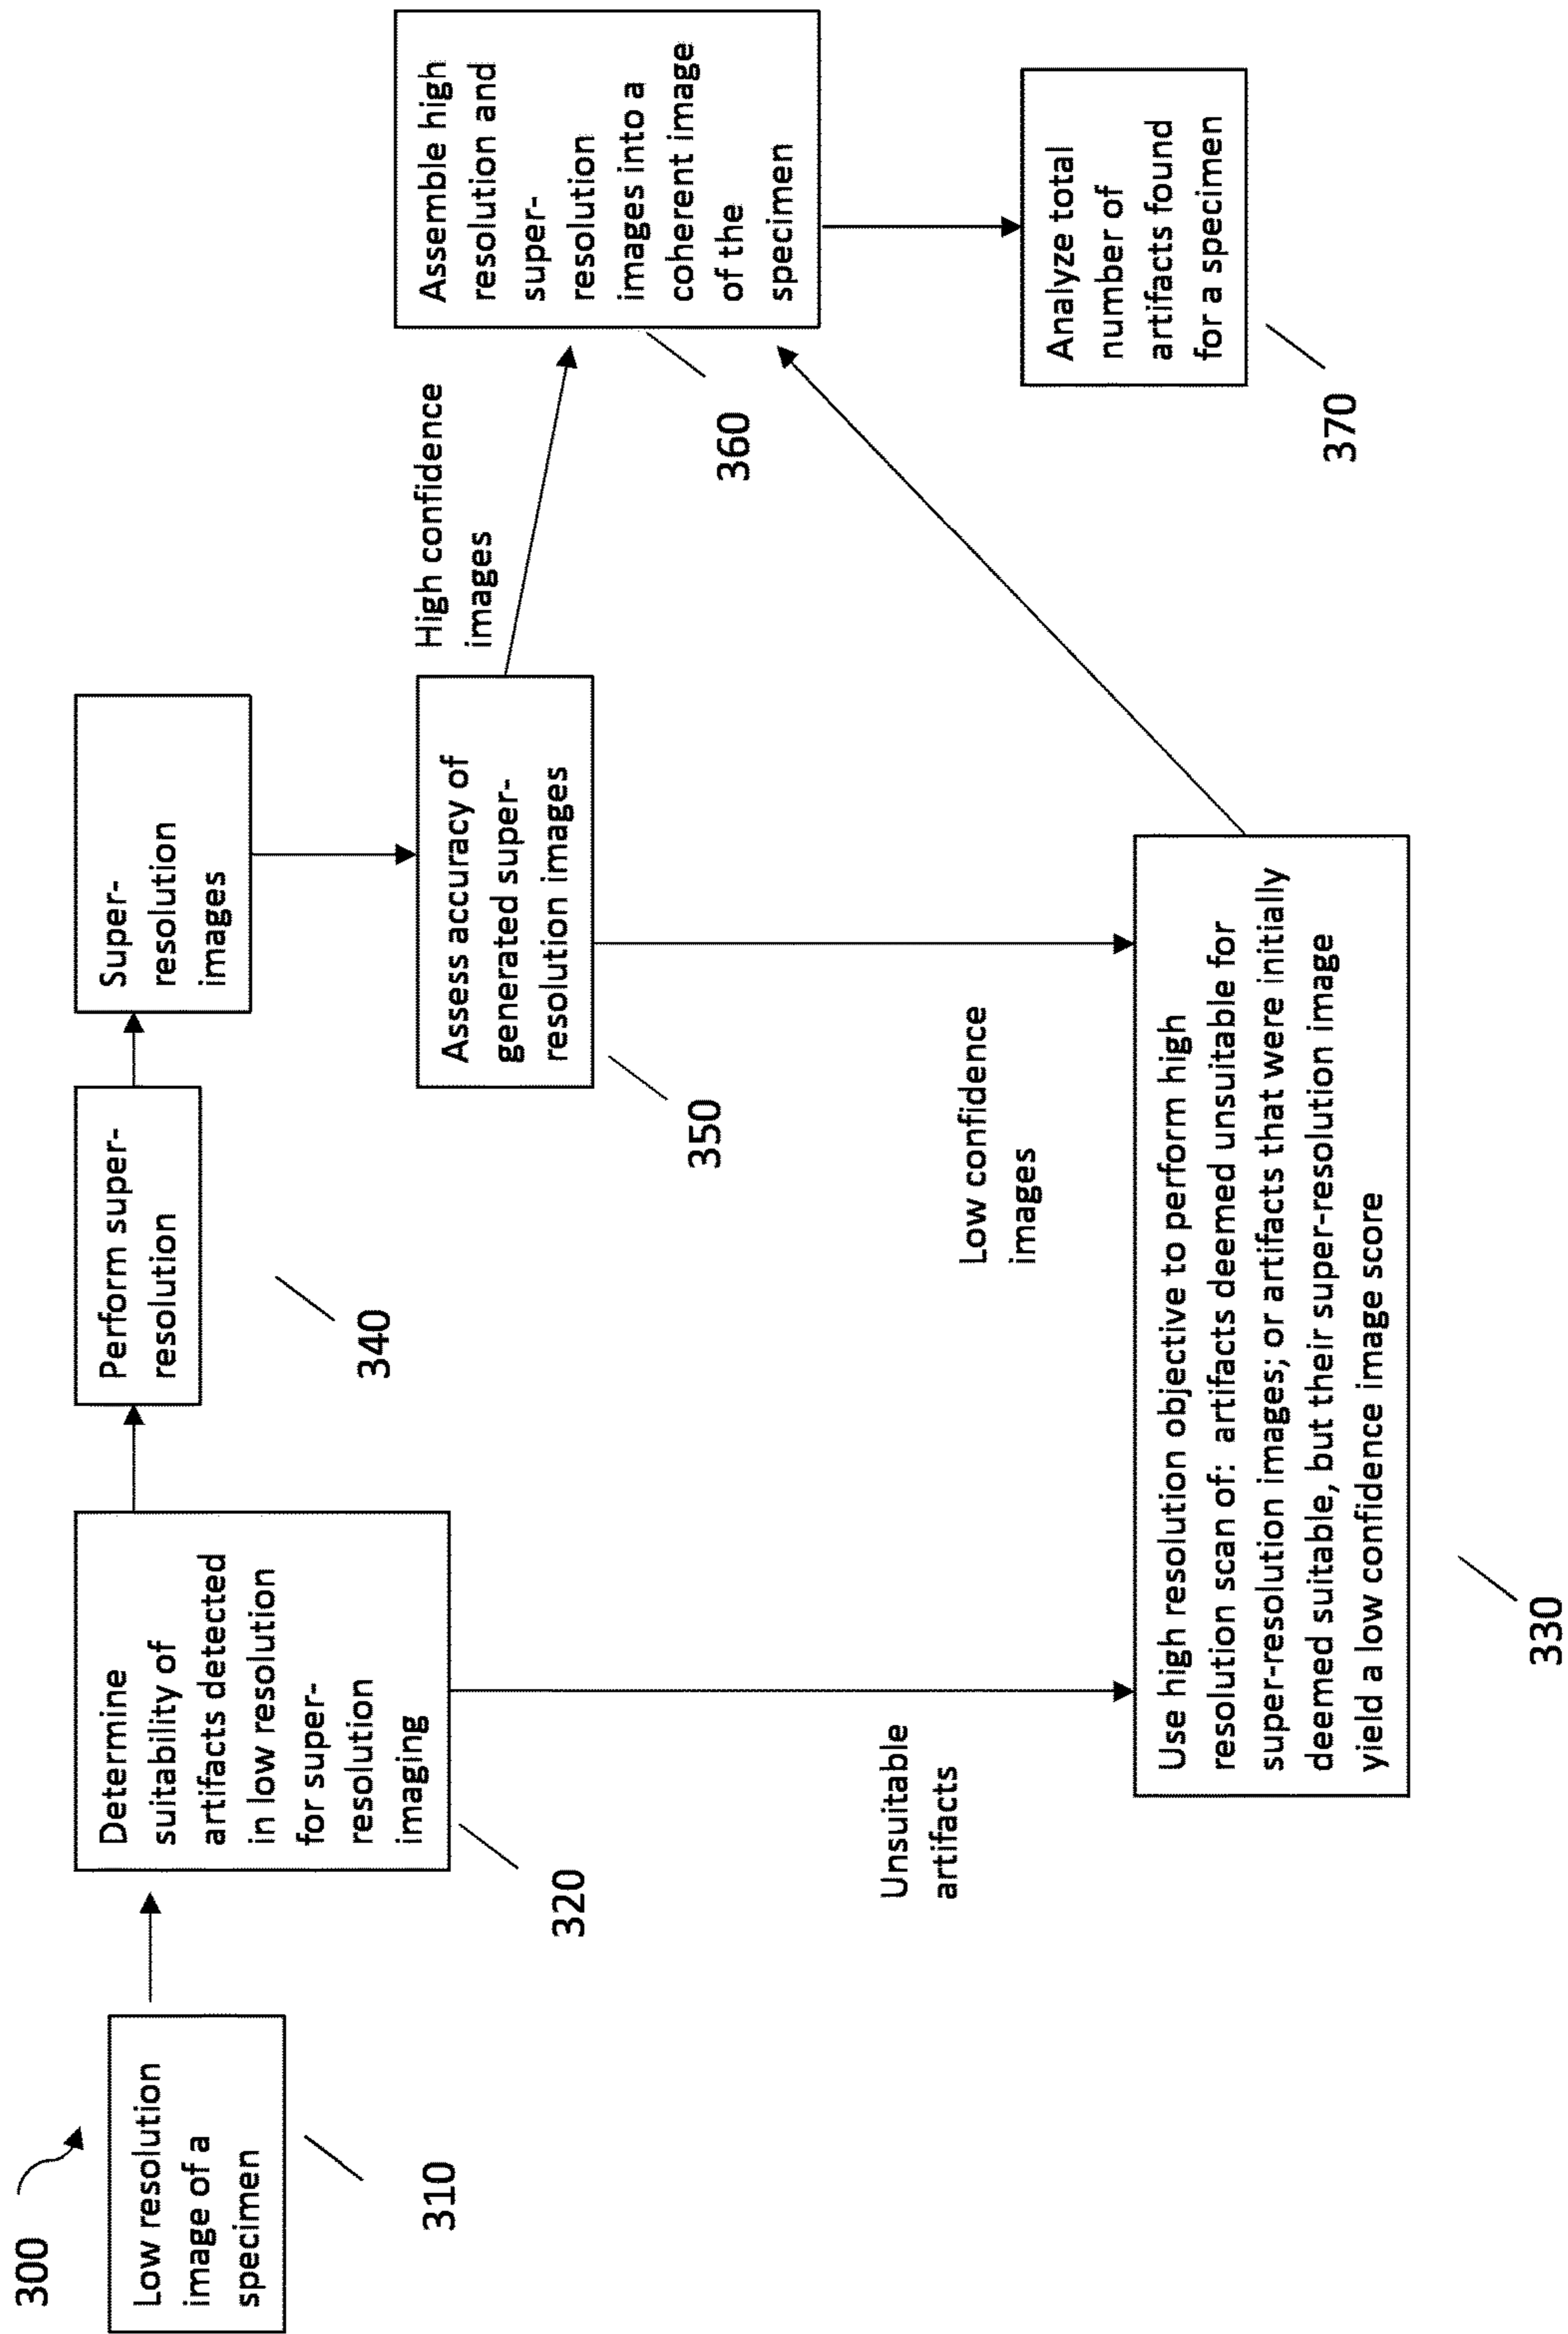 300
Low resolution
image of a
specimen
310
Determine
suitability of
artifacts detected
in low resolution
for super-
resolution
imaging
320
Unsuitable
artifacts
Perform super-
resolution
340
Super-
resolution
images
Assess accuracy of
generated super-
resolution images
350
Low confidence
images
High confidence
images
Use high resolution objective to perform high
resolution scan of:  artifacts deemed unsuitable for
super-resolution images; or artifacts that were initially
deemed suitable, but their super-resolution image
yield a low confidence image score
330
Assemble high
resolution and
super-
resolution
images into a
coherent image
of the
specimen
360
Analyze total
number of
artifacts found
for a specimen
370